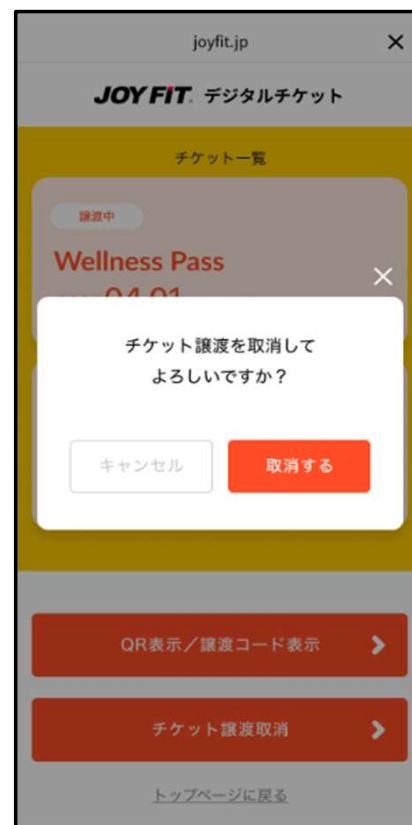 joyfit.jp
JOYFIT. デジタルチケット
チケット一覧
譲渡中
Wellness Pass
04.01
チケット譲渡を取消して
よろしいですか？
キャンセル
取消する
QR表示／譲渡コード表示
チケット譲渡取消
トップページに戻る